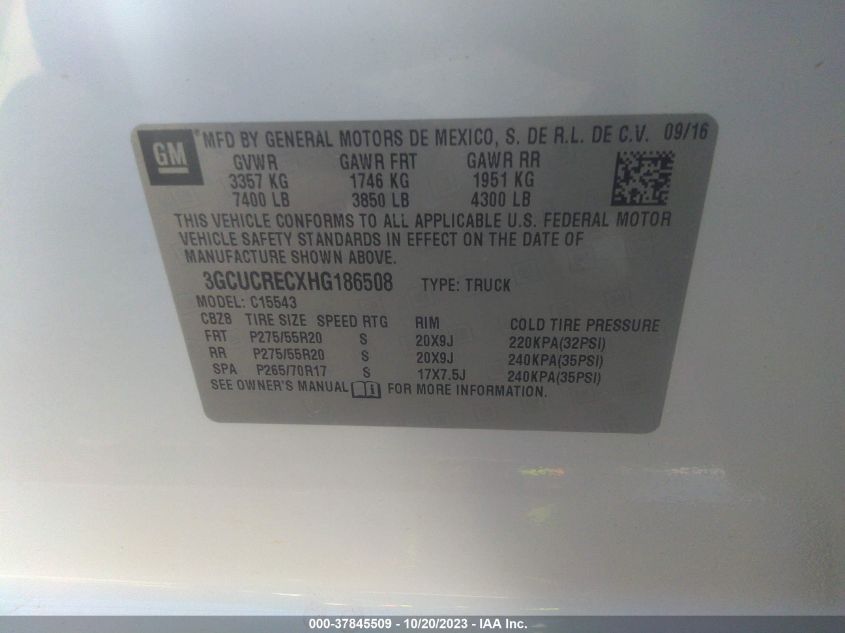 GM ® MFD BY GENERAL MOTORS DE MEXICO, S. DE R.L. DE C.V. 09/16
GVWR GAWR FRT GAWR RR
3357 KG 1746 KG 1951 KG
7400 LB 3850 LB 4300 LB
THIS VEHICLE CONFORMS TO ALL APPLICABLE U.S. FEDERAL MOTOR
VEHICLE SAFETY STANDARDS IN EFFECT ON THE DATE OF
MANUFACTURE SHOWN ABOVE.
3GCUCRECXHG186508 TYPE: TRUCK
MODEL: C15543
CBZ8 TIRE SIZE SPEED RTG RIM COLD TIRE PRESSURE
FRT P275/55R20 S 20X9J 220KPA(32PSI)
RR P275/55R20 S 20X9J 240KPA(35PSI)
SPA P265/70R17 S 17X7.5J 240KPA(35PSI)
SEE OWNER'S MANUAL FOR MORE INFORMATION.
000-37845509 - 10/20/2023 - IAA Inc.